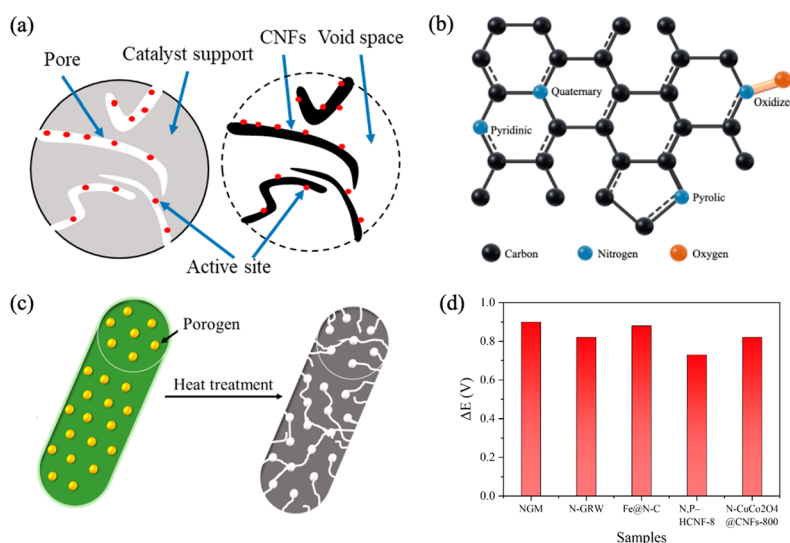 (a)
Pore
Catalyst support
CNFs
Void space
Active site
(b)
Quaternary
Oxidize
Pyridinic
Pyrolic
Carbon
Nitrogen
Oxygen
(c)
Porogen
Heat treatment
(d)
ΔE (V)
1.0
0.8
0.6
0.4
0.2
0.0
NGM
N-GRW
Fe@N-C
N,P–
HCNF-8
N-CuCo2O4
@CNFs-800
Samples